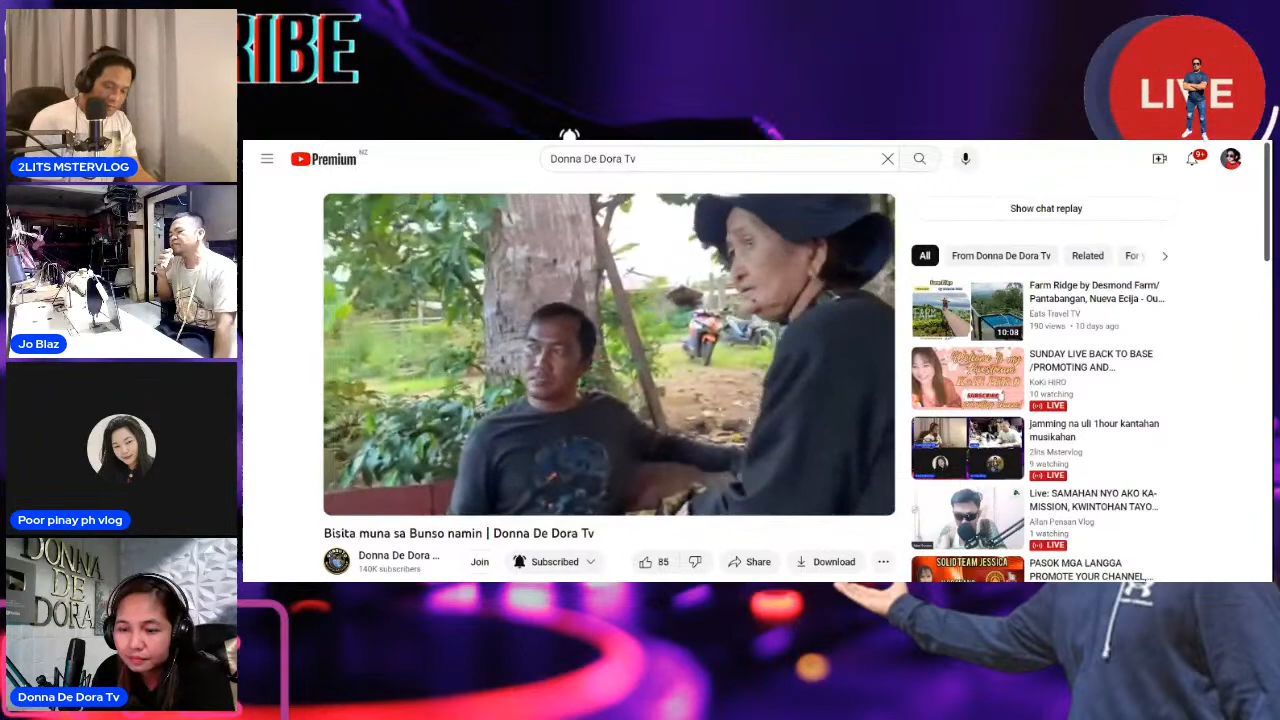 RIBE
LIVE
2LITS MSTERVLOG
Jo Blaz
Poor pinay ph vlog
DONNA
DE
DORA
Donna De Dora Tv
Premium NZ
Donna De Dora Tv
9+
Show chat replay
All
From Donna De Dora Tv
Related
For
Farm Ridge by Desmond Farm/
Pantabangan, Nueva Ecija - Ou...
Eats Travel TV
190 views • 10 days ago
10:08
SUNDAY LIVE BACK TO BASE
/PROMOTING AND...
KoKi HIRO
10 watching
LIVE
jamming na uli 1hour kantahan
musikahan
2lits Mstervlog
9 watching
LIVE
Live: SAMAHAN NYO AKO KA-
MISSION, KWINTOHAN TAYO...
Allan Pensan Vlog
1 watching
LIVE
SOLID TEAM JESSICA
PASOK MGA LANGGA
PROMOTE YOUR CHANNEL,...
Bisita muna sa Bunso namin | Donna De Dora Tv
Donna De Dora ...
140K subscribers
Join
Subscribed
85
Share
Download